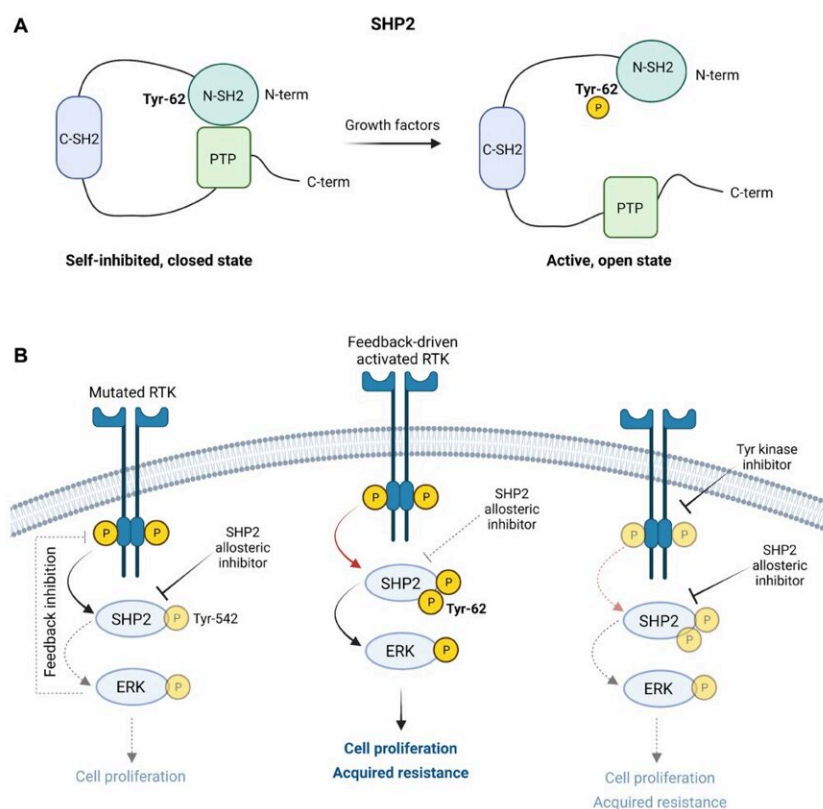 A
SHP2
Tyr-62
N-SH2
N-term
C-SH2
PTP
C-term
Self-inhibited, closed state
Growth factors
N-SH2
N-term
Tyr-62
P
C-SH2
PTP
C-term
Active, open state
B
Mutated RTK
P
P
SHP2
allosteric
inhibitor
Feedback inhibition
SHP2
P
Tyr-542
ERK
P
Cell proliferation
Feedback-driven
activated RTK
P
P
SHP2
allosteric
inhibitor
SHP2
P
P
Tyr-62
ERK
P
Cell proliferation
Acquired resistance
Tyr kinase
inhibitor
P
P
SHP2
allosteric
inhibitor
SHP2
P
P
ERK
P
Cell proliferation
Acquired resistance